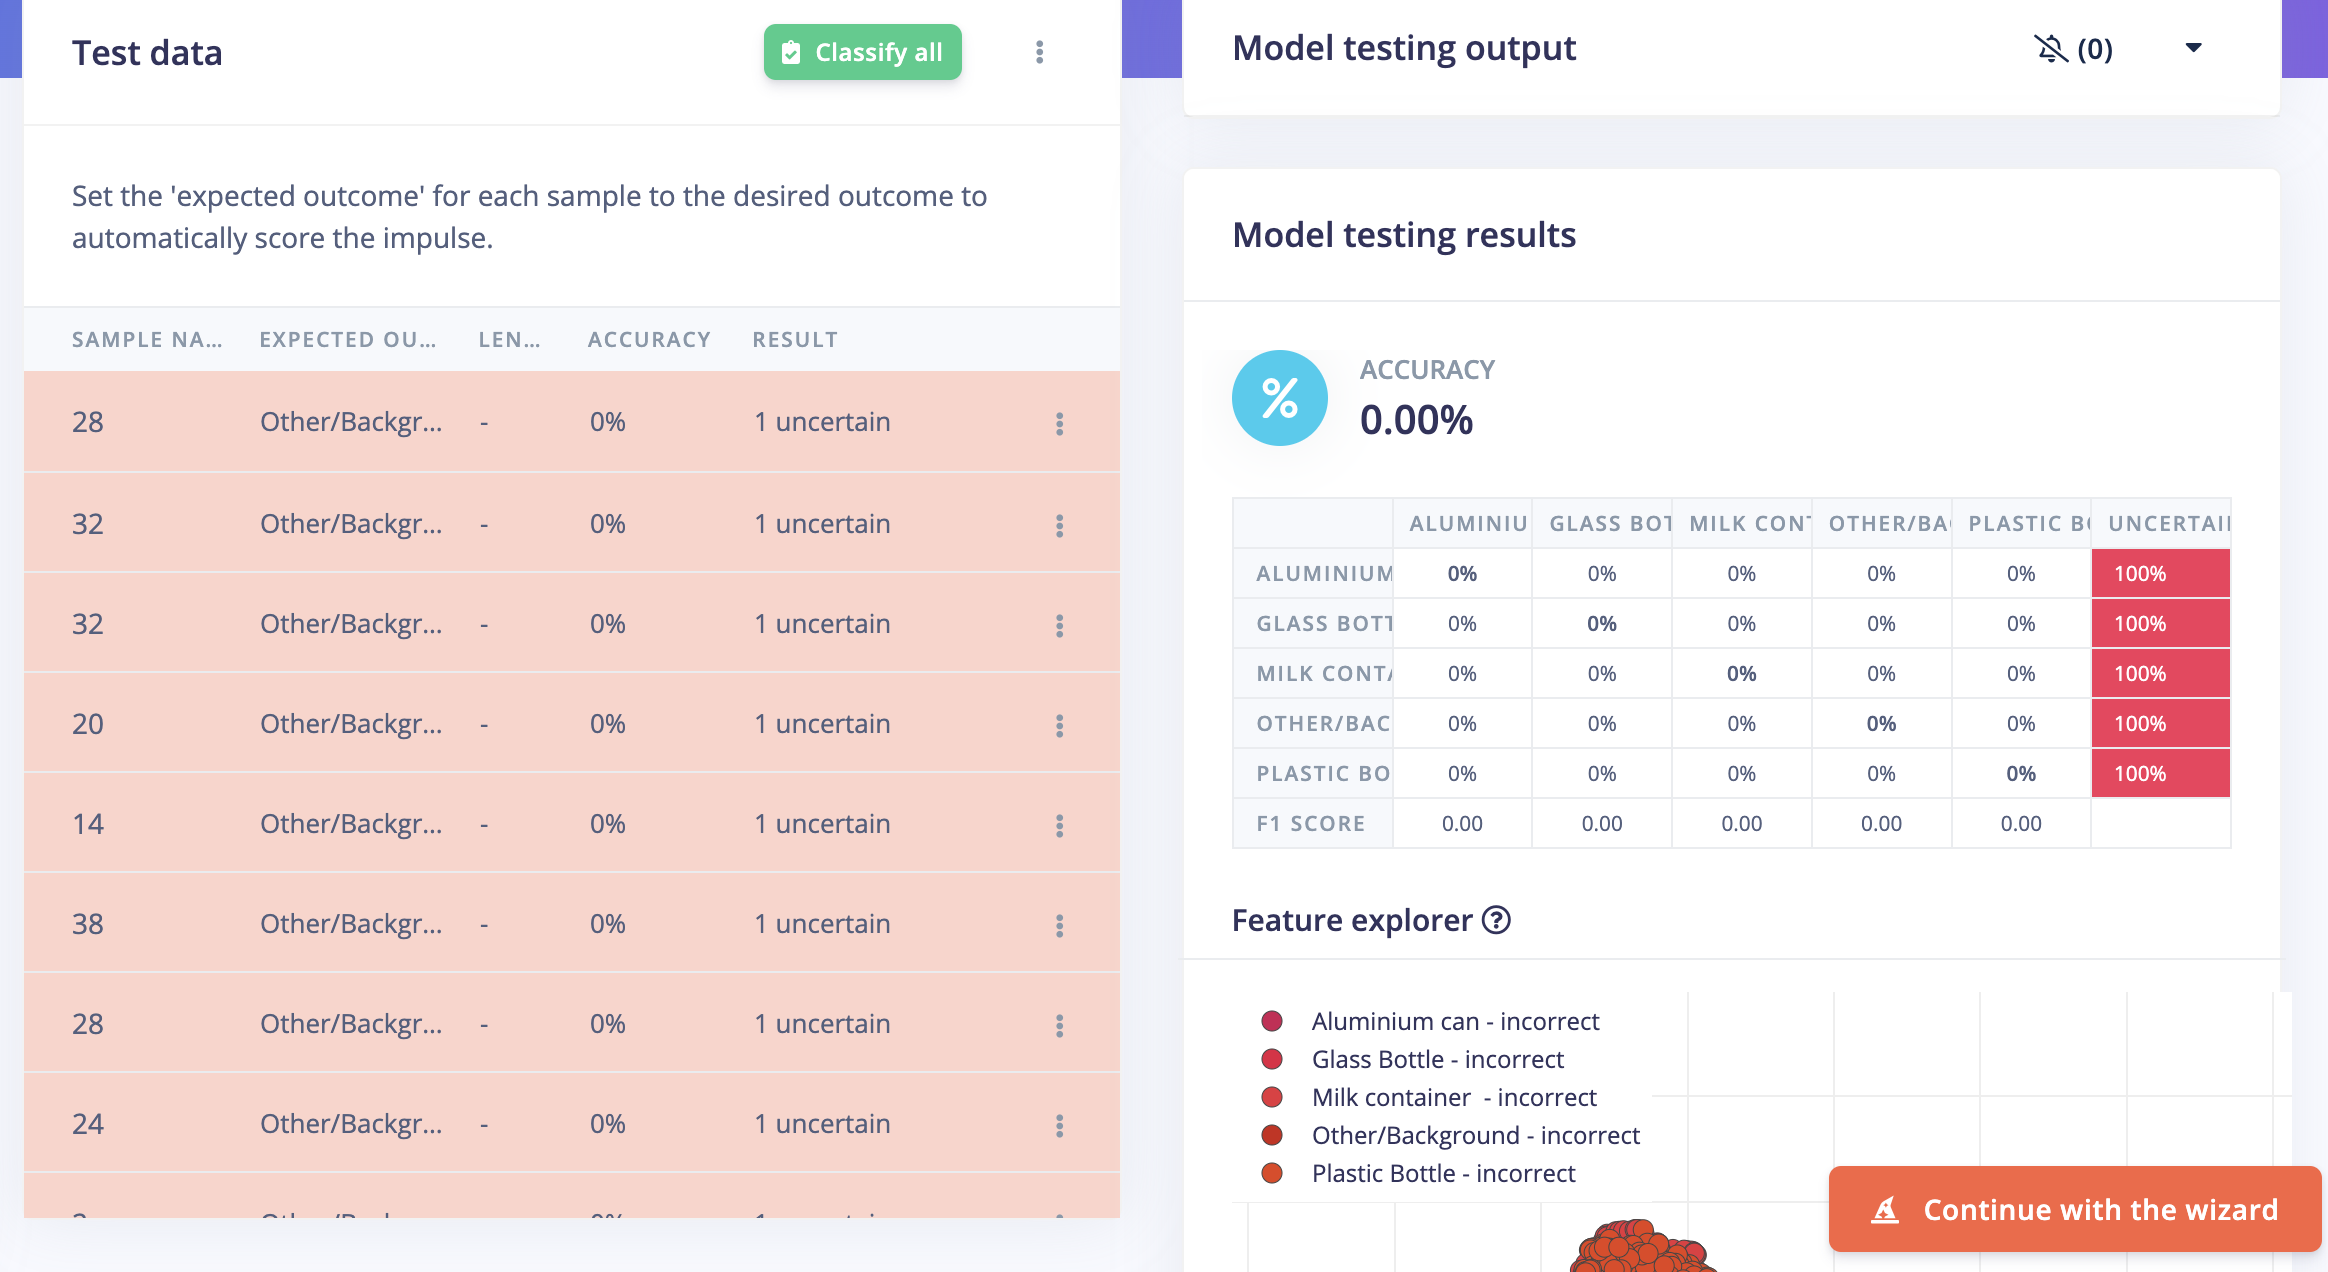 Test data
Classify all
Set the 'expected outcome' for each sample to the desired outcome to
automatically score the impulse.
SAMPLE NA... EXPECTED OU... LEN... ACCURACY RESULT
28 Other/Backgr... - 0% 1 uncertain
32 Other/Backgr... - 0% 1 uncertain
32 Other/Backgr... - 0% 1 uncertain
20 Other/Backgr... - 0% 1 uncertain
14 Other/Backgr... - 0% 1 uncertain
38 Other/Backgr... - 0% 1 uncertain
28 Other/Backgr... - 0% 1 uncertain
24 Other/Backgr... - 0% 1 uncertain
Model testing output
(0)
Model testing results
%
ACCURACY
0.00%
ALUMINIU GLASS BOT MILK CONT OTHER/BA PLASTIC B UNCERTAI
ALUMINIUM 0% 0% 0% 0% 0% 100%
GLASS BOTT 0% 0% 0% 0% 0% 100%
MILK CONT 0% 0% 0% 0% 0% 100%
OTHER/BAC 0% 0% 0% 0% 0% 100%
PLASTIC BO 0% 0% 0% 0% 0% 100%
F1 SCORE 0.00 0.00 0.00 0.00 0.00
Feature explorer ?
Aluminium can - incorrect
Glass Bottle - incorrect
Milk container - incorrect
Other/Background - incorrect
Plastic Bottle - incorrect
Continue with the wizard